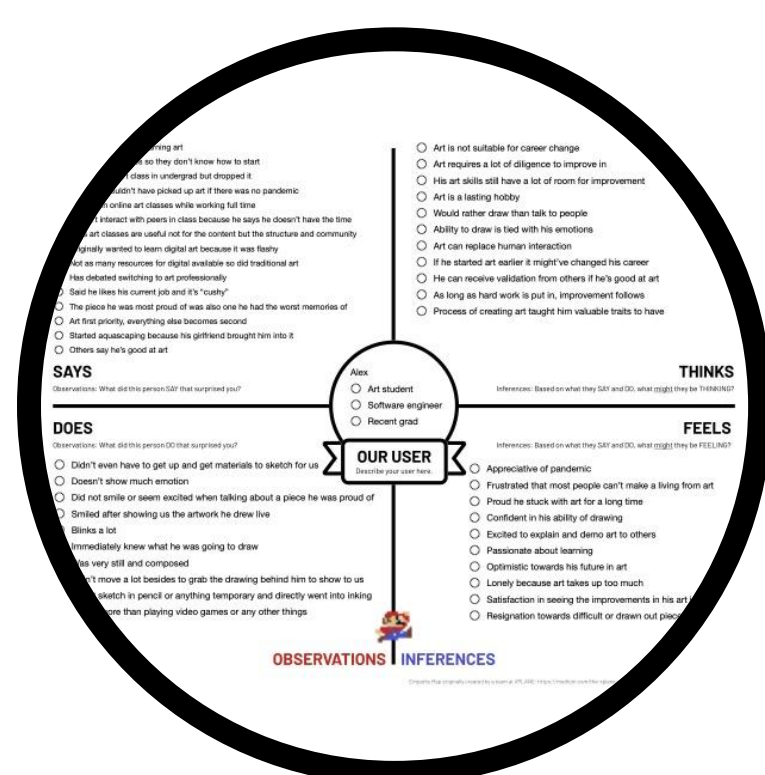 art
so they don't know how to start
class in undergrad but dropped it
have picked up art if there was no pandemic
online art classes while working full time
interact with peers in class because he says he doesn't have the time
art classes are useful not for the content but the structure and community
wanted to learn digital art because it was flashy
Not as many resources for digital available so did traditional art
Has debated switching to art professionally
Said he likes his current job and it's "cushy"
The piece he was most proud of was also one he had the worst memories of
Art first priority, everything else becomes second
Started aquascaping because his girlfriend brought him into it
Others say he's good at art
SAYS
Observations: What did this person SAY that surprised you?
Art is not suitable for career change
Art requires a lot of diligence to improve in
His art skills still have a lot of room for improvement
Art is a lasting hobby
Would rather draw than talk to people
Ability to draw is tied with his emotions
Art can replace human interaction
If he started art earlier it might've changed his career
He can receive validation from others if he's good at art
As long as hard work is put in, improvement follows
Process of creating art taught him valuable traits to have
THINKS
Inferences: Based on what they SAY and DO, what might they be THINKING?
Alex
Art student
Software engineer
Recent grad
OUR USER
Describe your user here.
DOES
Observations: What did this person DO that surprised you?
Didn't even have to get up and get materials to sketch for us
Doesn't show much emotion
Did not smile or seem excited when talking about a piece he was proud of
Smiled after showing us the artwork he drew live
Blinks a lot
Immediately knew what he was going to draw
very still and composed
move a lot besides to grab the drawing behind him to show to us
sketch in pencil or anything temporary and directly went into inking
than playing video games or any other things
FEELS
Inferences: Based on what they SAY and DO, what might they be FEELING?
Appreciative of pandemic
Frustrated that most people can't make a living from art
Proud he stuck with art for a long time
Confident in his ability of drawing
Excited to explain and demo art to others
Passionate about learning
Optimistic towards his future in art
Lonely because art takes up too much
Satisfaction in seeing the improvements in his art
Resignation towards difficult or drawn out
OBSERVATIONS
INFERENCES